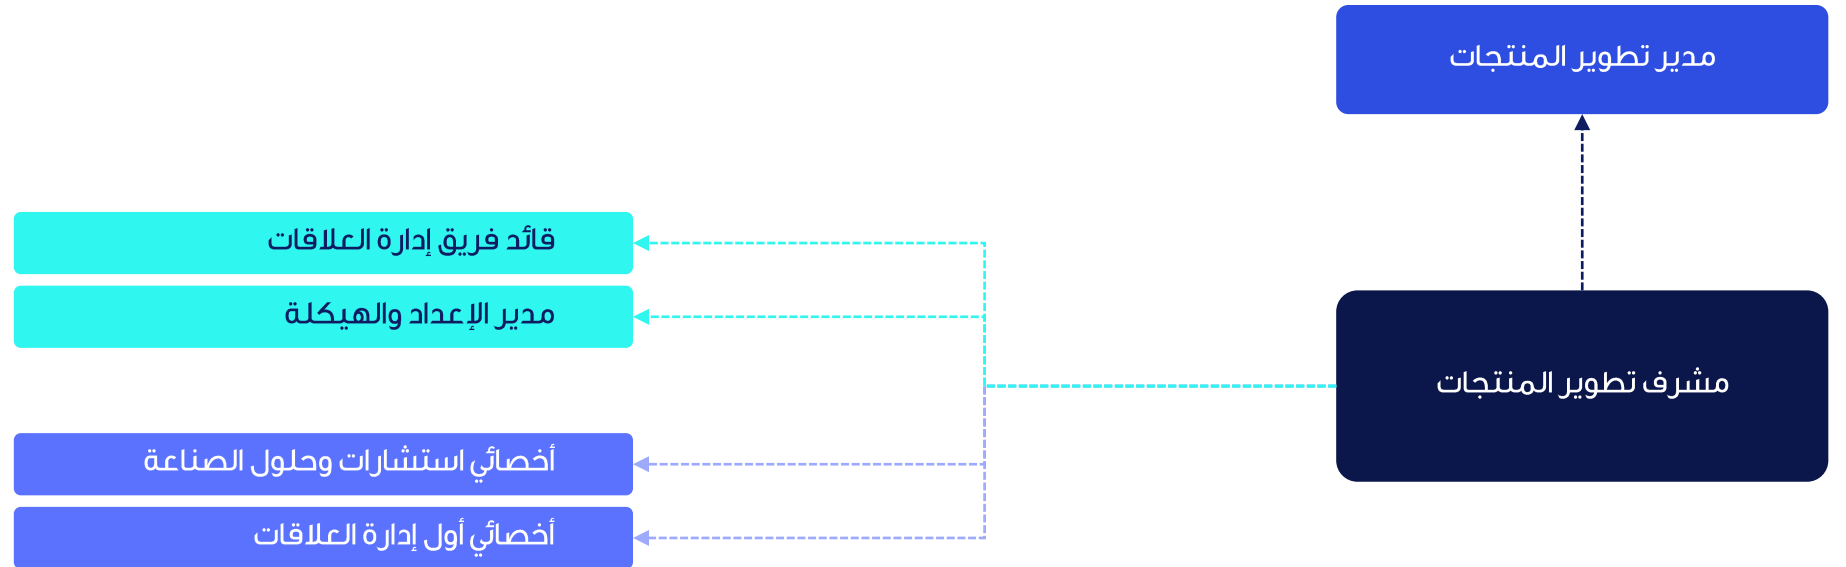 مدير تطوير المنتجات
مشرف تطوير المنتجات
قائد فريق إدارة العلاقات
مدير الإعداد والهيكلة
أخصائي استشارات وحلول الصناعة
أخصائي أول إدارة العلاقات